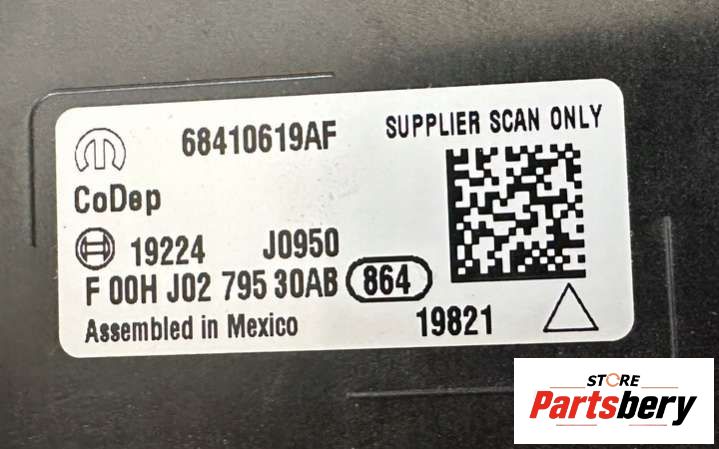 68410619AF
SUPPLIER SCAN ONLY
CoDep
19224 J0950
F 00H J02 795 30AB 864
Assembled in Mexico
19821
STORE
Partsbery